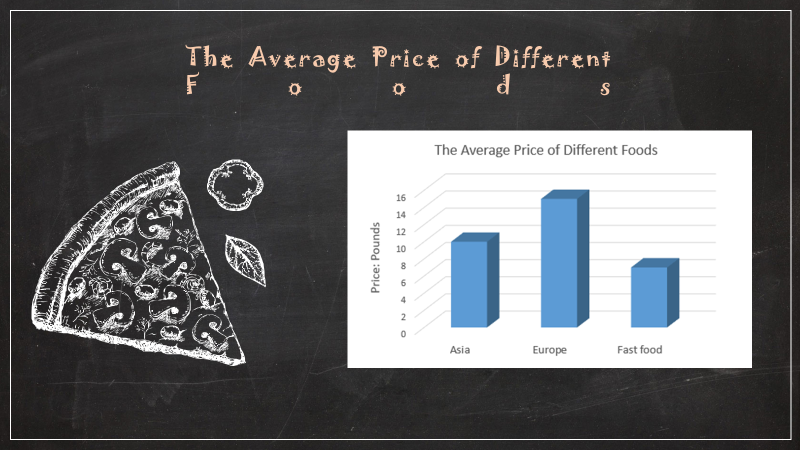 The Average Price of Different
Foods
The Average Price of Different Foods
Price: Pounds
16
14
12
10
8
6
4
2
0
Asia Europe Fast food